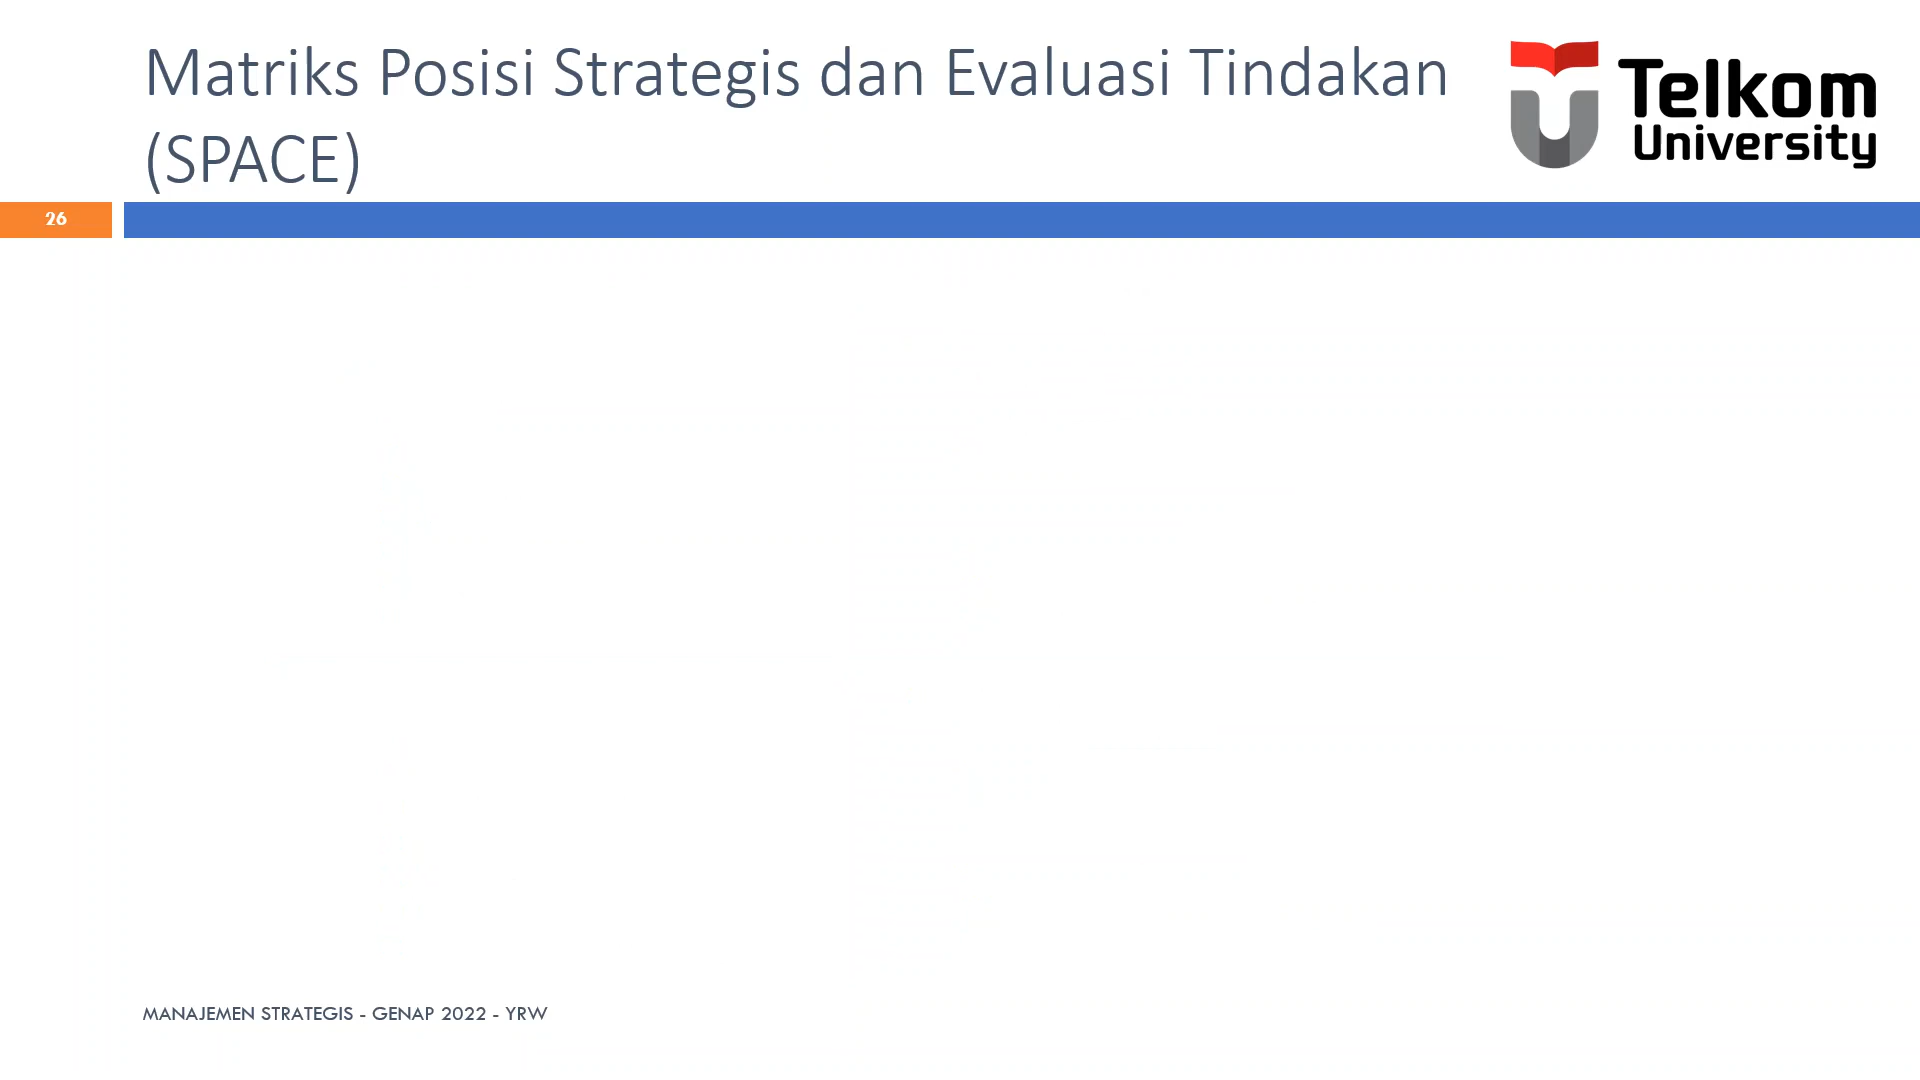 Matriks Posisi Strategis dan Evaluasi Tindakan
(SPACE)
Telkom
University
26
MANAJEMEN STRATEGIS - GENAP 2022 - YRW